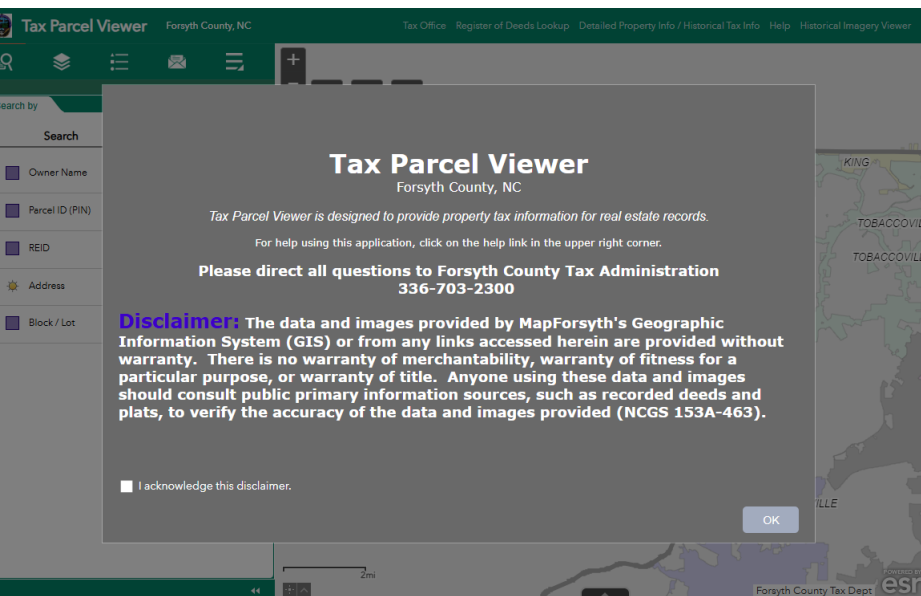 Tax Parcel Viewer Forsyth County, NC Tax Office Register of Deeds Lookup Detailed Property Info / Historical Tax Info Help Historical Imagery Viewer
+
Search by
Search
Owner Name
Parcel ID (PIN)
REID
Address
Block / Lot
Tax Parcel Viewer
Forsyth County, NC
Tax Parcel Viewer is designed to provide property tax information for real estate records.
For help using this application, click on the help link in the upper right corner.
Please direct all questions to Forsyth County Tax Administration
336-703-2300
Disclaimer: The data and images provided by MapForsyth's Geographic
Information System (GIS) or from any links accessed herein are provided without
warranty. There is no warranty of merchantability, warranty of fitness for a
particular purpose, or warranty of title. Anyone using these data and images
should consult public primary information sources, such as recorded deeds and
plats, to verify the accuracy of the data and images provided (NCGS 153A-463).
I acknowledge this disclaimer.
OK
KING
TOBACCOVIL
TOBACCOVILL
ILLE
2mi
POWERED BY
Forsyth County Tax Dept esr